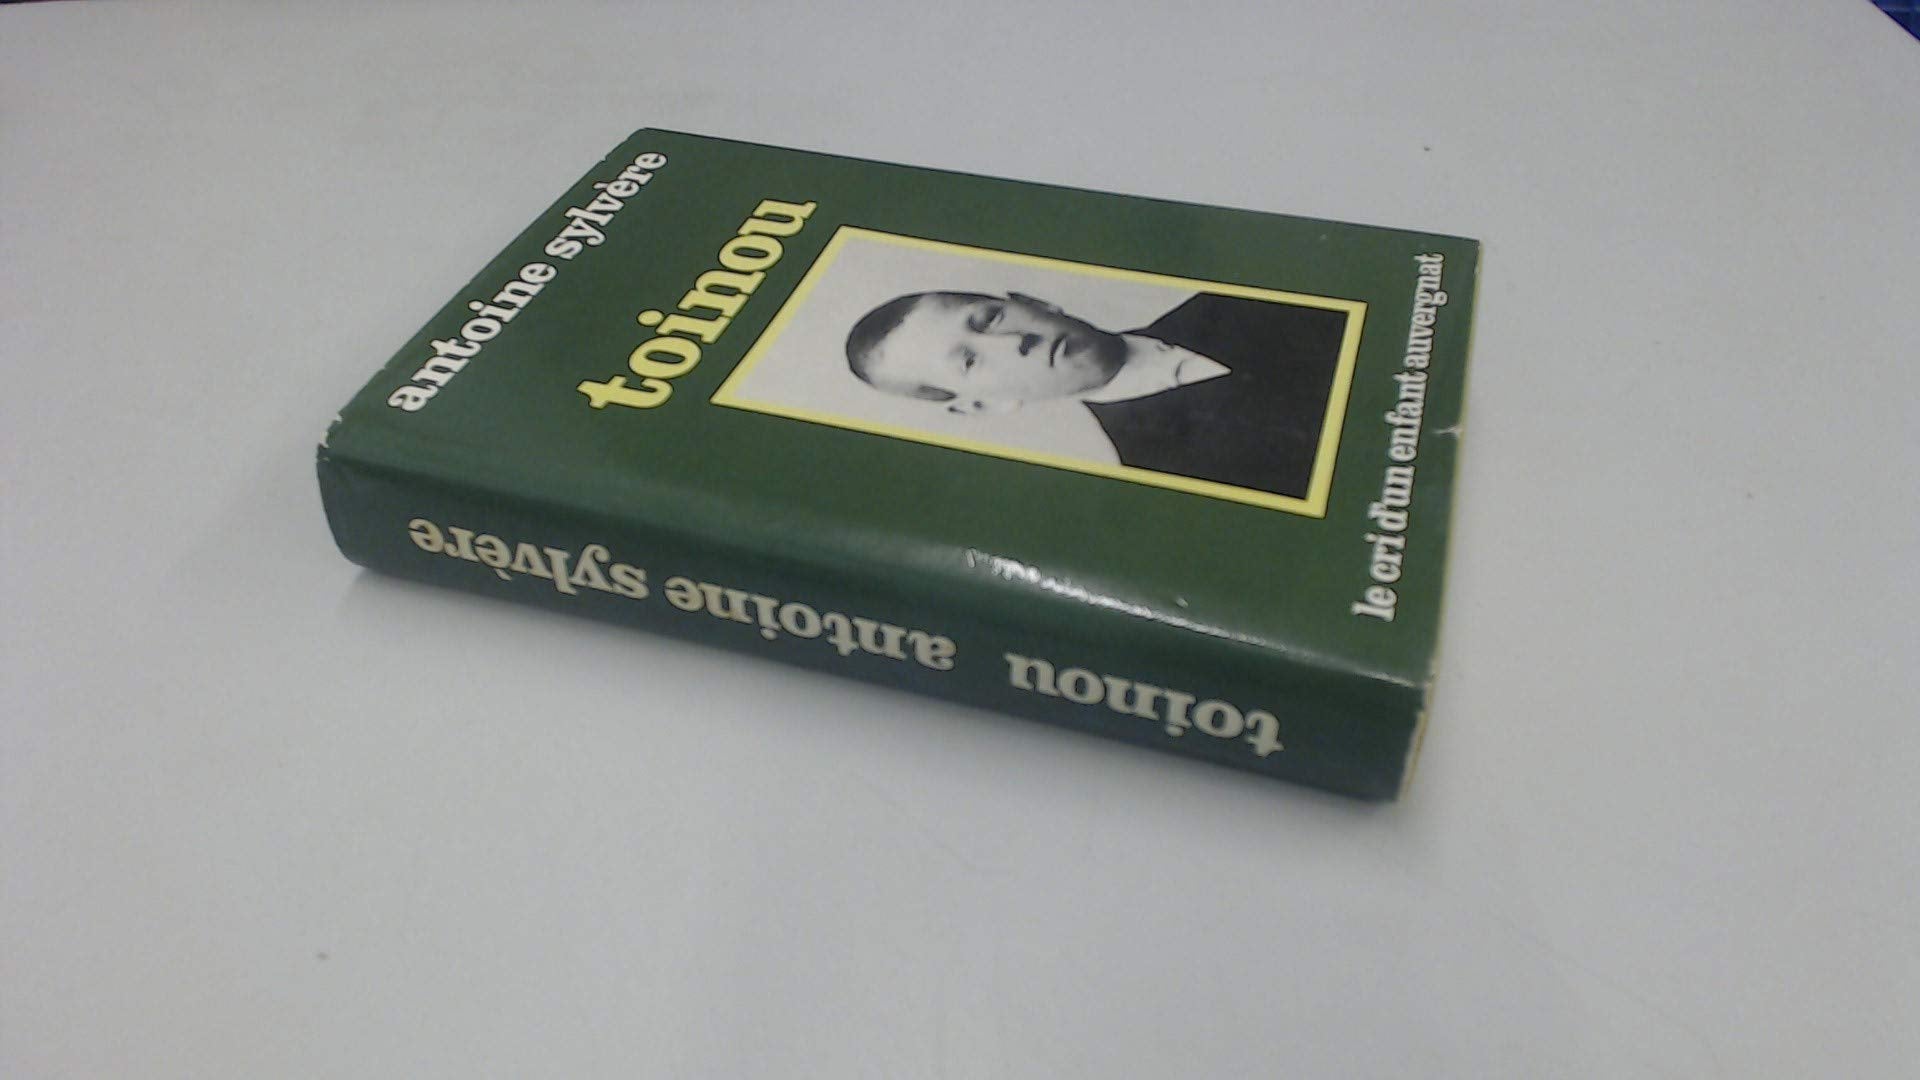 antoine sylvère
toinou
le cri d'un enfant auvergnat
toinou antoine sylvère